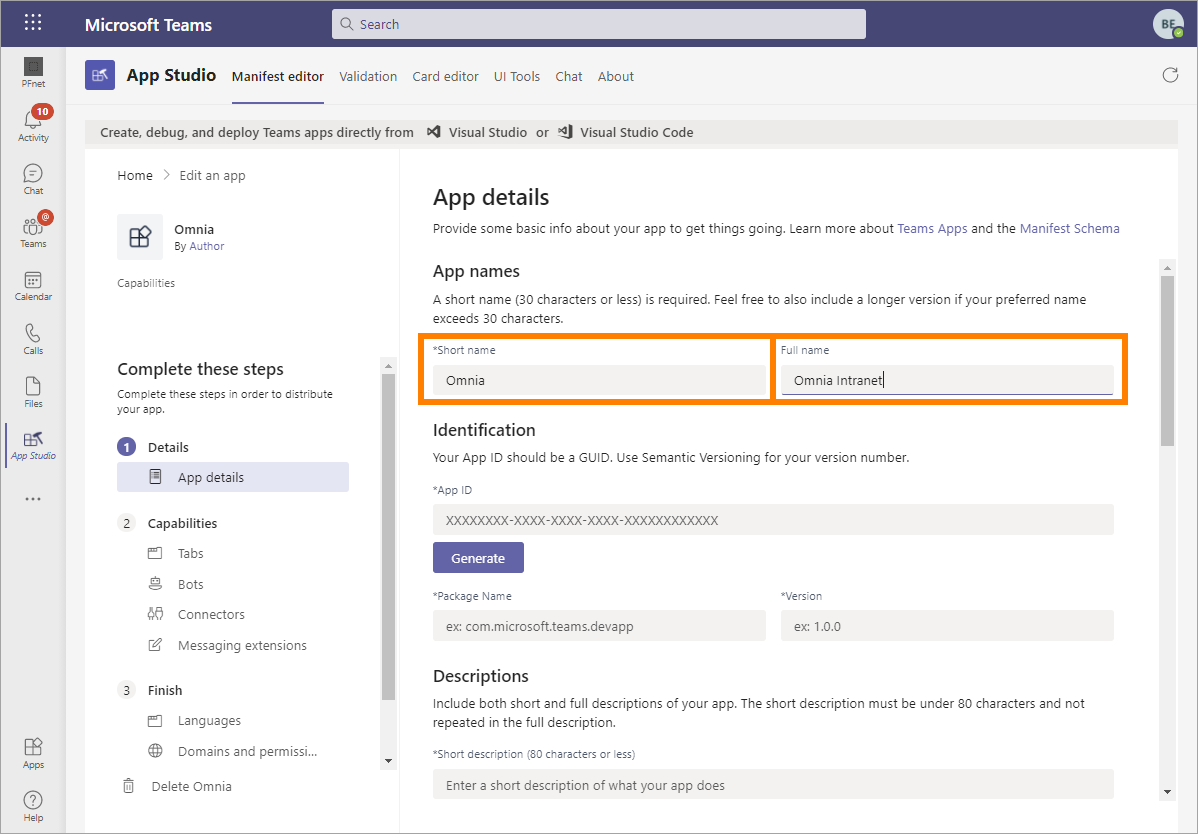 Microsoft Teams
Search
BE
PFnet
10
Activity
Chat
@
Teams
Calendar
Calls
Files
App Studio
Apps
Help
App Studio
Manifest editor
Validation
Card editor
UI Tools
Chat
About
Create, debug, and deploy Teams apps directly from Visual Studio or Visual Studio Code
Home > Edit an app
Omnia
By Author
Capabilities
Complete these steps
Complete these steps in order to distribute
your app.
1 Details
App details
2 Capabilities
Tabs
Bots
Connectors
Messaging extensions
3 Finish
Languages
Domains and permissi...
Delete Omnia
App details
Provide some basic info about your app to get things going. Learn more about Teams Apps and the Manifest Schema
App names
A short name (30 characters or less) is required. Feel free to also include a longer version if your preferred name
exceeds 30 characters.
*Short name
Omnia
Full name
Omnia Intranet
Identification
Your App ID should be a GUID. Use Semantic Versioning for your version number.
*App ID
XXXXXXXX-XXXX-XXXX-XXXX-XXXXXXXXXXXX
Generate
*Package Name
ex: com.microsoft.teams.devapp
*Version
ex: 1.0.0
Descriptions
Include both short and full descriptions of your app. The short description must be under 80 characters and not
repeated in the full description.
*Short description (80 characters or less)
Enter a short description of what your app does